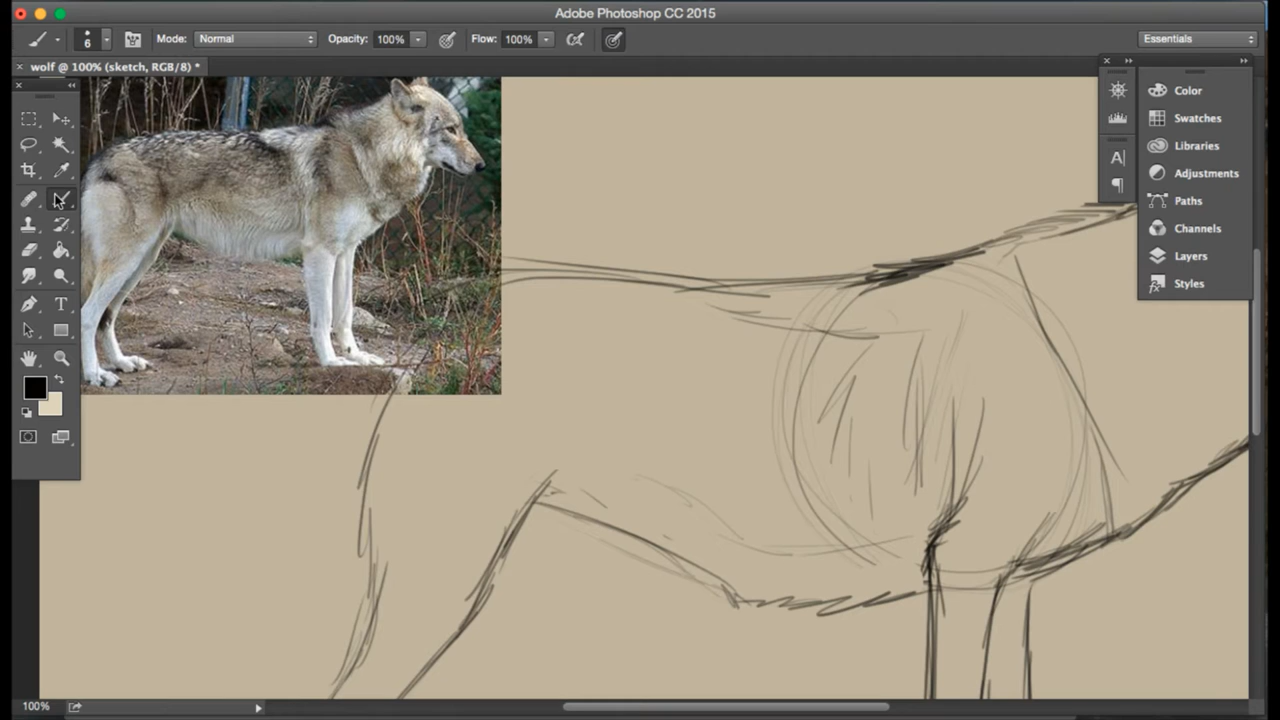 Adobe Photoshop CC 2015
6
Mode: Normal
Opacity: 100%
Flow: 100%
Essentials
wolf @ 100% (sketch, RGB/8) *
Color
Swatches
Libraries
Adjustments
Paths
Channels
Layers
Styles
A
T
100%